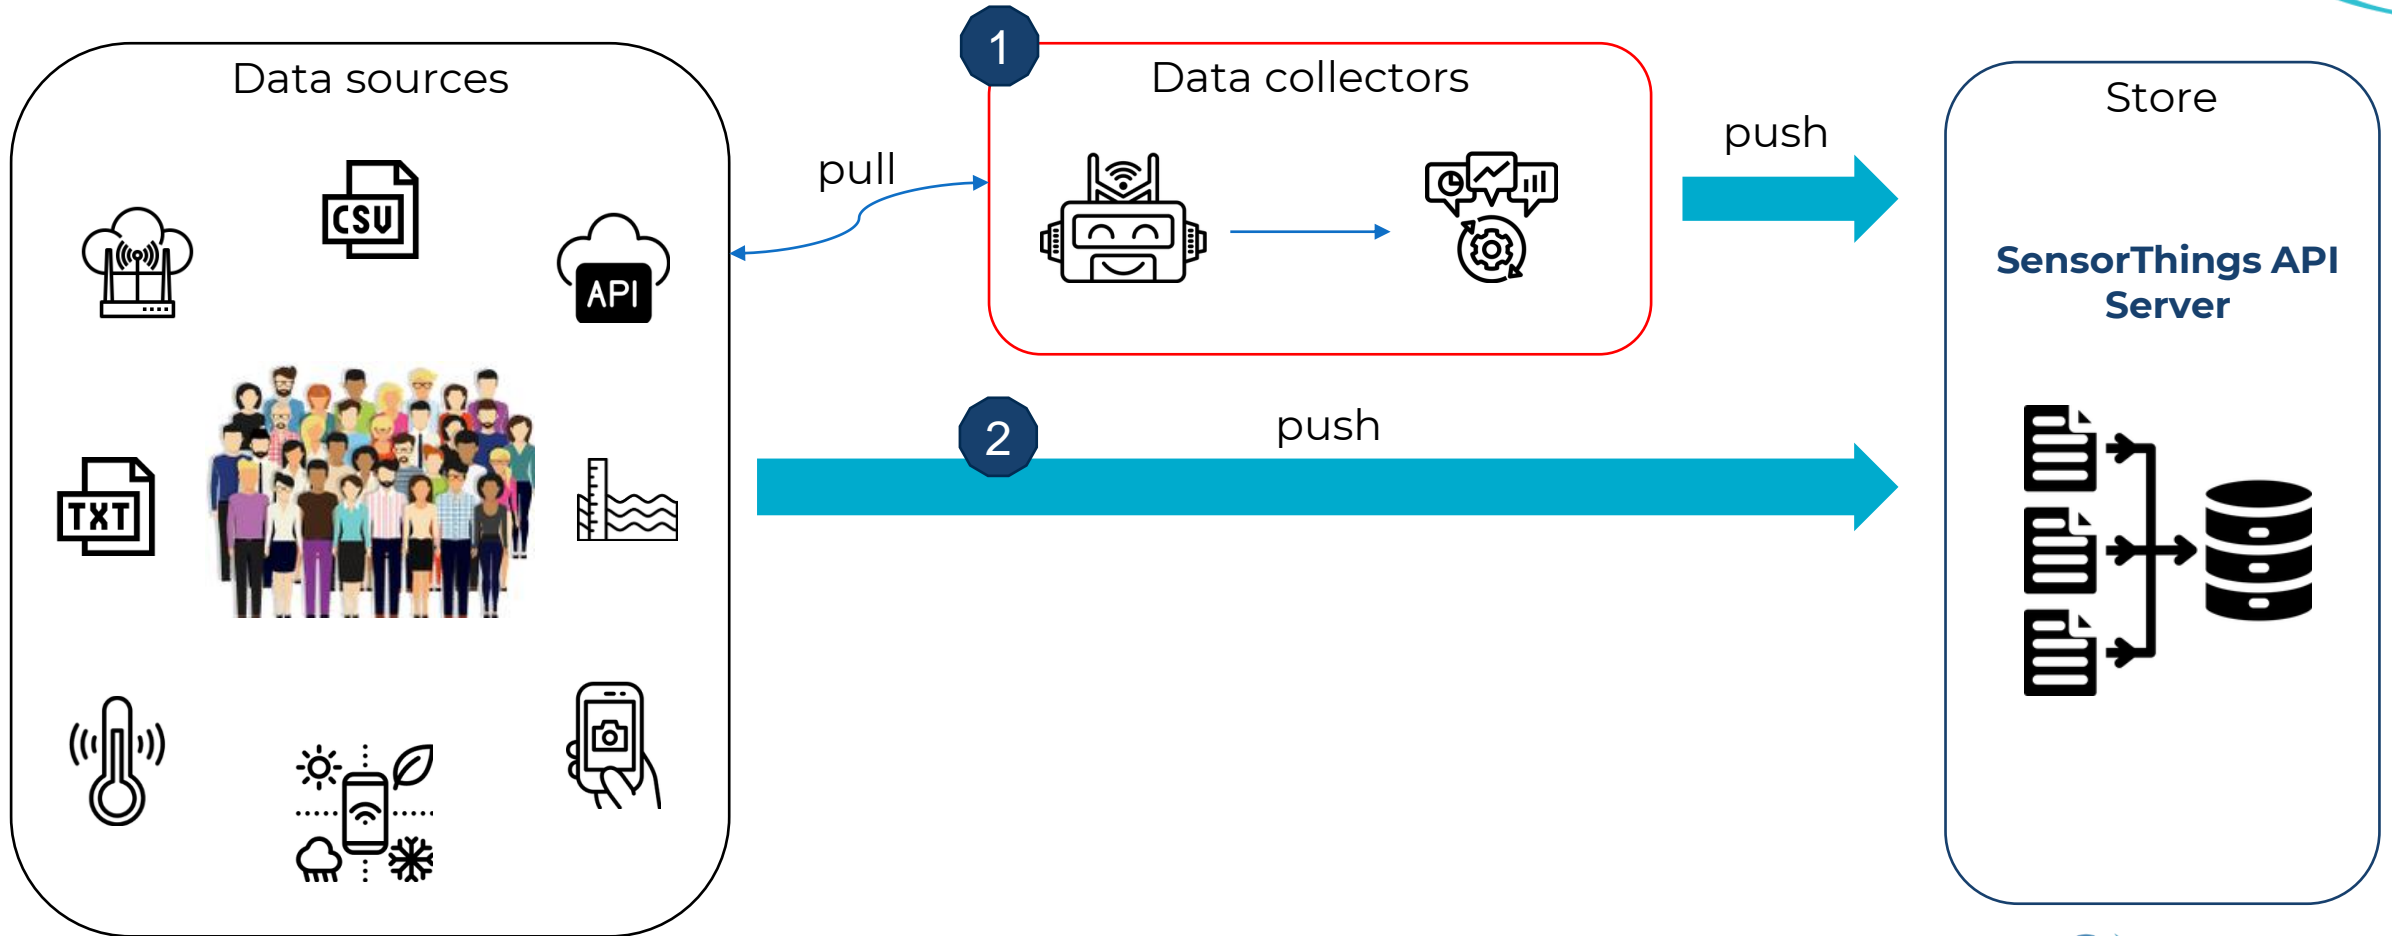 Data sources
CSV
API
TXT
pull
1
Data collectors
push
2
push
Store
SensorThings API
Server